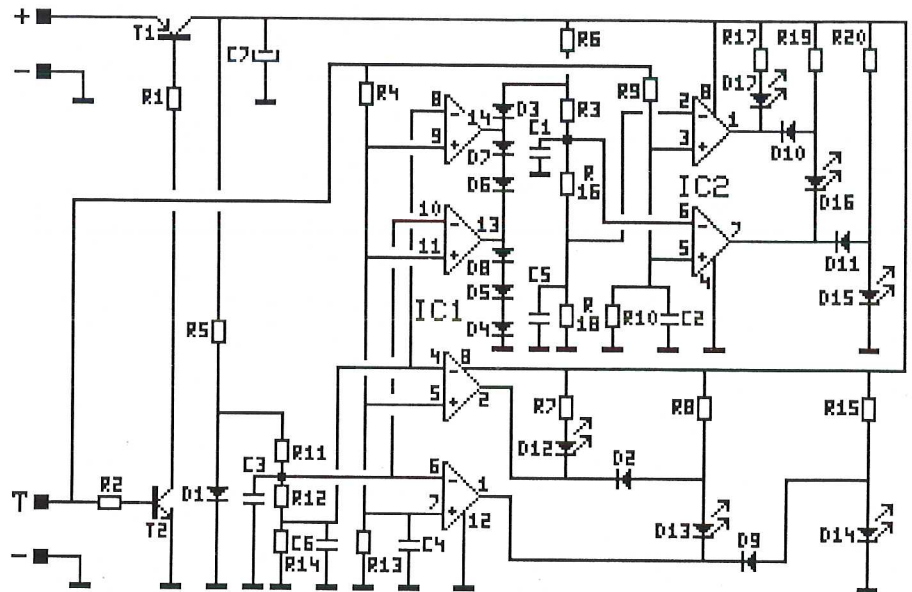 +
T1
C7
R6
R17
R19
R20
-
R1
R4
8
14
D3
R3
R9
2
8
1
D17
9
D7
C1
3
D10
D6
R
16
IC2
D16
10
13
6
7
11
D8
5
4
D11
C5
D5
R
18
D15
IC1
D4
R10
C2
R5
4
8
5
2
R7
R8
R15
D12
R11
C3
6
1
D2
T
R2
D1
R12
7
12
D13
D14
T2
C6
C4
D9
R14
R13
-